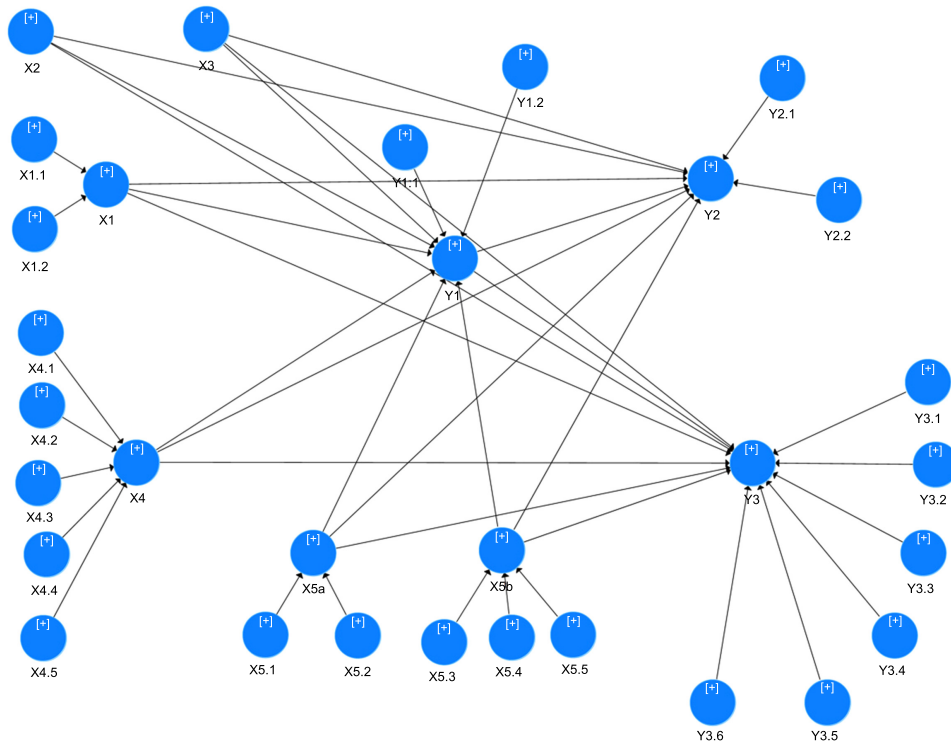 [+]
X2
[+]
X3
[+]
Y1.2
[+]
Y2.1
[+]
X1.1
[+]
Y1.1
[+]
X1
[+]
Y2
[+]
Y2.2
[+]
X1.2
[+]
Y1
[+]
X4.1
[+]
X4.2
[+]
Y3.1
[+]
X4
[+]
Y3
[+]
Y3.2
[+]
X4.3
[+]
X4.4
[+]
X5a
[+]
X5b
[+]
Y3.3
[+]
X4.5
[+]
X5.1
[+]
X5.2
[+]
X5.3
[+]
X5.4
[+]
X5.5
[+]
Y3.4
[+]
Y3.6
[+]
Y3.5